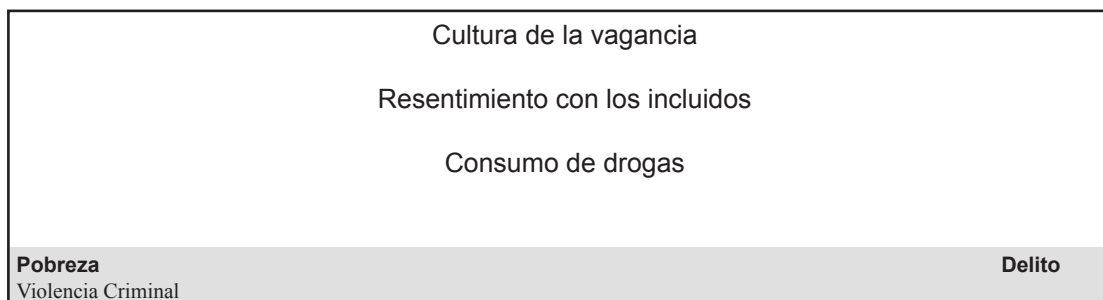 Cultura de la vagancia
Resentimiento con los incluidos
Consumo de drogas
Pobreza Delito
Violencia Criminal